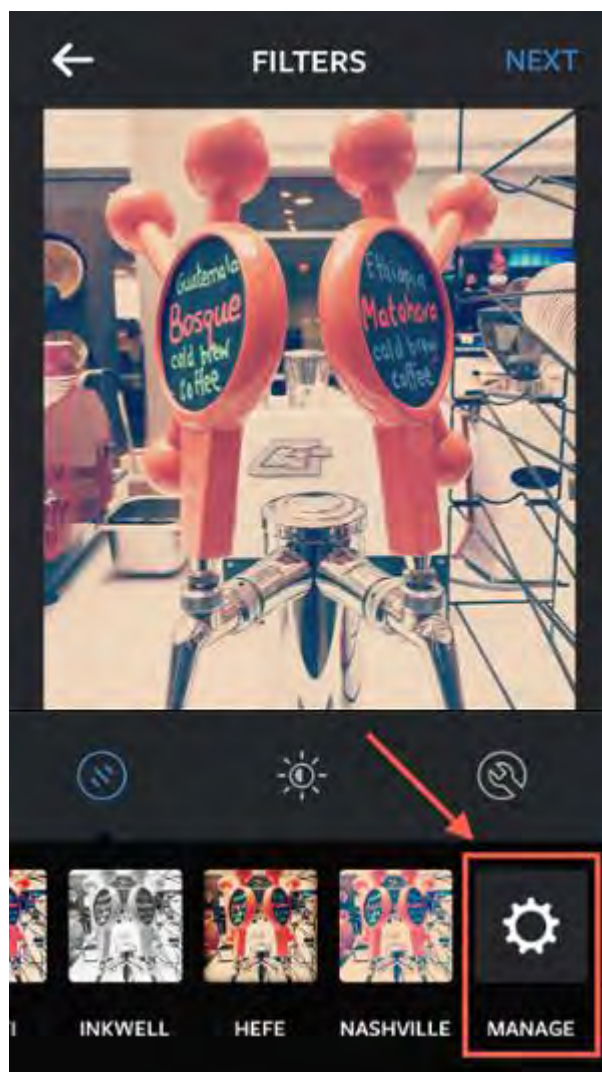 FILTERS
NEXT
Guatemala
Bosque
cold brew
coffee
Ethiopia
Matahara
cold brew
coffee
INKWELL
HEFE
NASHVILLE
MANAGE